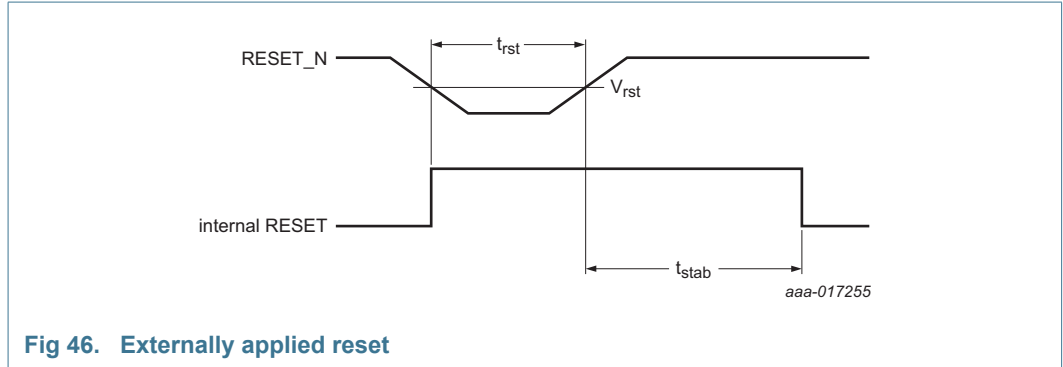 t_rst
RESET_N
V_rst
internal RESET
t_stab
aaa-017255
Fig 46. Externally applied reset